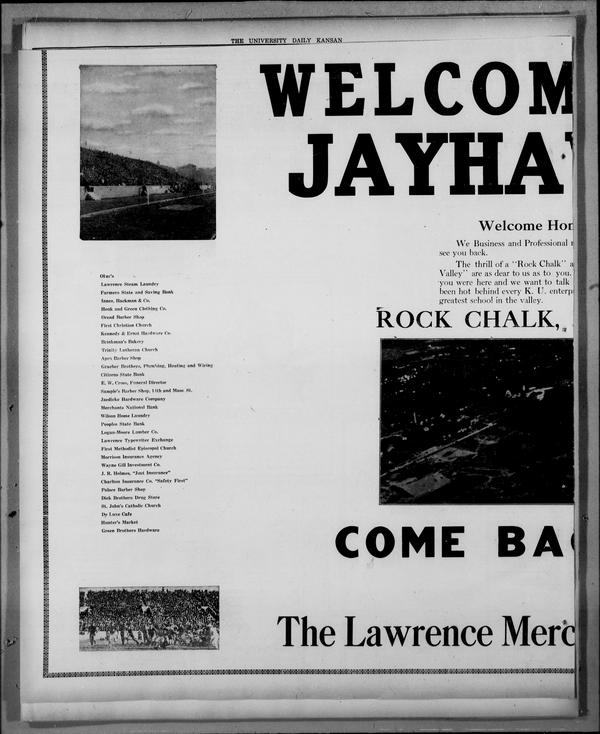 THE UNIVERSITY DAILY KANSAN
WELCOM
JAYHAW
Welcome Hom
We Business and Professional
see you back.
The thrill of a "Rock Chalk" a
Valley" are as dear to us as to you.
you were here and we want to talk
been hot behind every K. U. enterp
greatest school in the valley.
ROCK CHALK,
COME BAC
The Lawrence Merc
Ober's
Lawrence Steam Laundry
Farmers State and Saving Bank
Innes, Hackman & Co.
Houk and Green Clothing Co.
Oread Barber Shop
First Christian Church
Kennedy & Ernst Hardware Co.
Brinkman's Bakery
Trinity Lutheran Church
Apex Barber Shop
Graeber Brothers, Plumbing, Heating and Wiring
Citizens State Bank
E. W. Cross, Funeral Director
Sample's Barber Shop, 14th and Mass. St.
Jaedicke Hardware Company
Merchants National Bank
Wilson House Laundry
Peoples State Bank
Logan-Moore Lumber Co.
Lawrence Typewriter Exchange
First Methodist Episcopal Church
Morrison Insurance Agency
Wayne Gill Investment Co.
J. R. Holmes, "Just Insurance"
Charlton Insurance Co. "Safety First"
Palace Barber Shop
Dick Brothers Drug Store
St. John's Catholic Church
De Luxe Cafe
Hunter's Market
Green Brothers Hardware